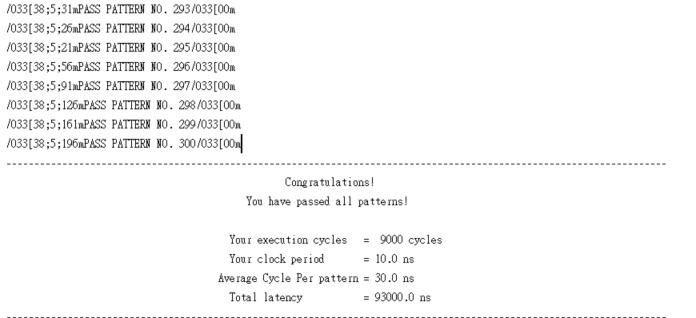 /033[38;5;31mPASS PATTERN NO. 293/033[00m
/033[38;5;26mPASS PATTERN NO. 294/033[00m
/033[38;5;21mPASS PATTERN NO. 295/033[00m
/033[38;5;56mPASS PATTERN NO. 296/033[00m
/033[38;5;91mPASS PATTERN NO. 297/033[00m
/033[38;5;126mPASS PATTERN NO. 298/033[00m
/033[38;5;161mPASS PATTERN NO. 299/033[00m
/033[38;5;196mPASS PATTERN NO. 300/033[00m
Congratulations!
You have passed all patterns!
Your execution cycles = 9000 cycles
Your clock period = 10.0 ns
Average Cycle Per pattern = 30.0 ns
Total latency = 93000.0 ns